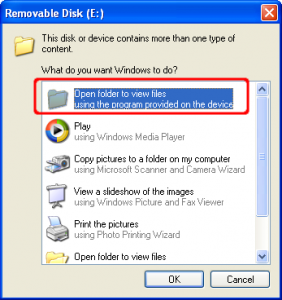 Removable Disk (E:)
This disk or device contains more than one type of
content.
What do you want Windows to do?
Open folder to view files
using the program provided on the device
Play
using Windows Media Player
Copy pictures to a folder on my computer
using Microsoft Scanner and Camera Wizard
View a slideshow of the images
using Windows Picture and Fax Viewer
Print the pictures
using Photo Printing Wizard
Open folder to view files
OK
Cancel